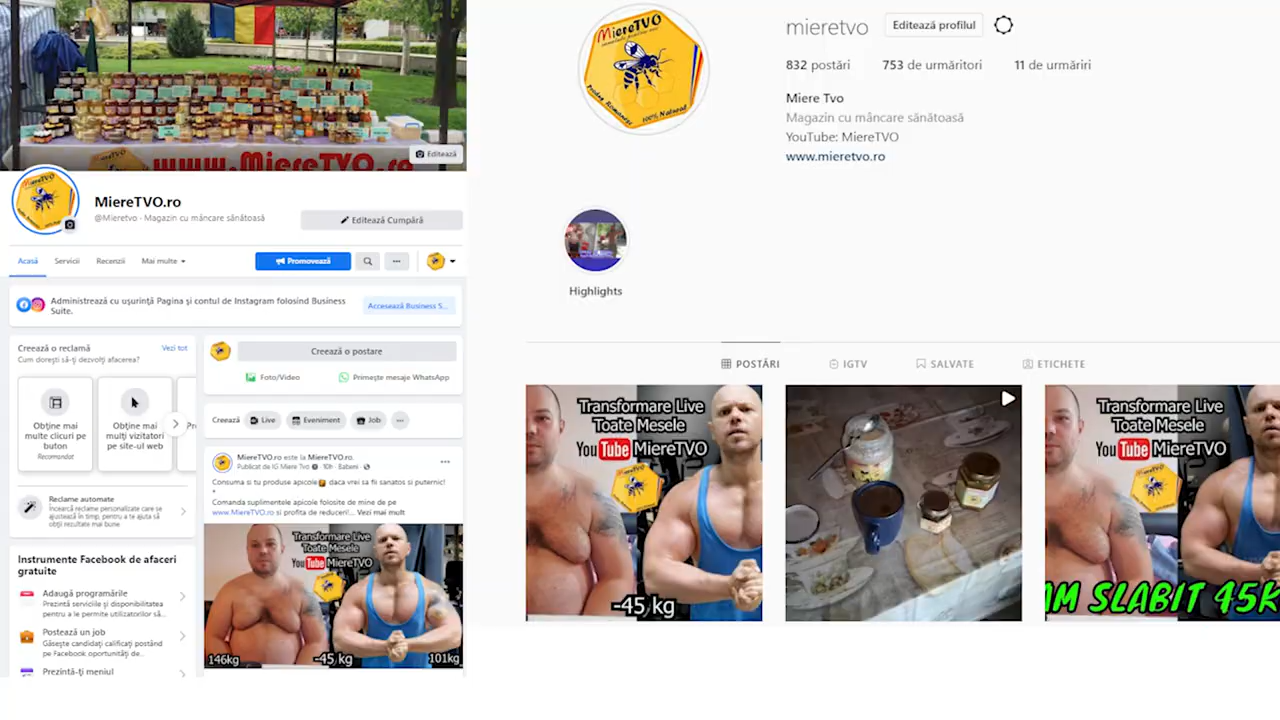 www.MiereTVO.ro
Editează
MiereTVO.ro
@Mieretvo · Magazin cu mâncare sănătoasă
Editează Cumpără
Acasă
Servicii
Recenzii
Mai multe
Promovează
Administrează cu ușurință Pagina și contul de Instagram folosind Business
Suite.
Accesează Business S...
Creează o reclamă
Vezi tot
Cum dorești să-ți dezvolți afacerea?
Obține mai
multe clicuri pe
buton
Recomandat
Obține mai
mulți vizitatori
pe site-ul web
Reclame automate
Încearcă reclame personalizate care se
ajustează în timp, pentru a te ajuta să
obții rezultate mai bune.
Instrumente Facebook de afaceri
gratuite
Adaugă programările
Prezintă serviciile și disponibilitatea
pentru a le permite utilizatorilor să...
Postează un job
Găsește candidați calificați postând
pe Facebook oportunități de...
Prezintă-ți meniul
Creează o postare
Foto/Video
Primește mesaje WhatsApp
Creează
Live
Eveniment
Job
MiereTVO.ro este la MiereTVO.ro.
Publicat de IG Miere Tvo · 10h · Babeni ·
Consuma si tu produse apicole daca vrei sa fii sanatos si puternic!
*
Comanda suplimentele apicole folosite de mine de pe
www.MiereTVO.ro si profita de reduceri!... Vezi mai mult
Transformare Live
Toate Mesele
YouTube MiereTVO
146kg
-45 kg
101kg
MiereTVO
Produs Romanesc
100% Natural
mieretvo
Editează profilul
832 postări
753 de urmăritori
11 de urmăriri
Miere Tvo
Magazin cu mâncare sănătoasă
YouTube: MiereTVO
www.mieretvo.ro
Highlights
POSTĂRI
IGTV
SALVATE
ETICHETE
Transformare Live
Toate Mesele
YouTube MiereTVO
-45 kg
Transformare Live
Toate Mesele
YouTube MiereTVO
AM SLABIT 45K